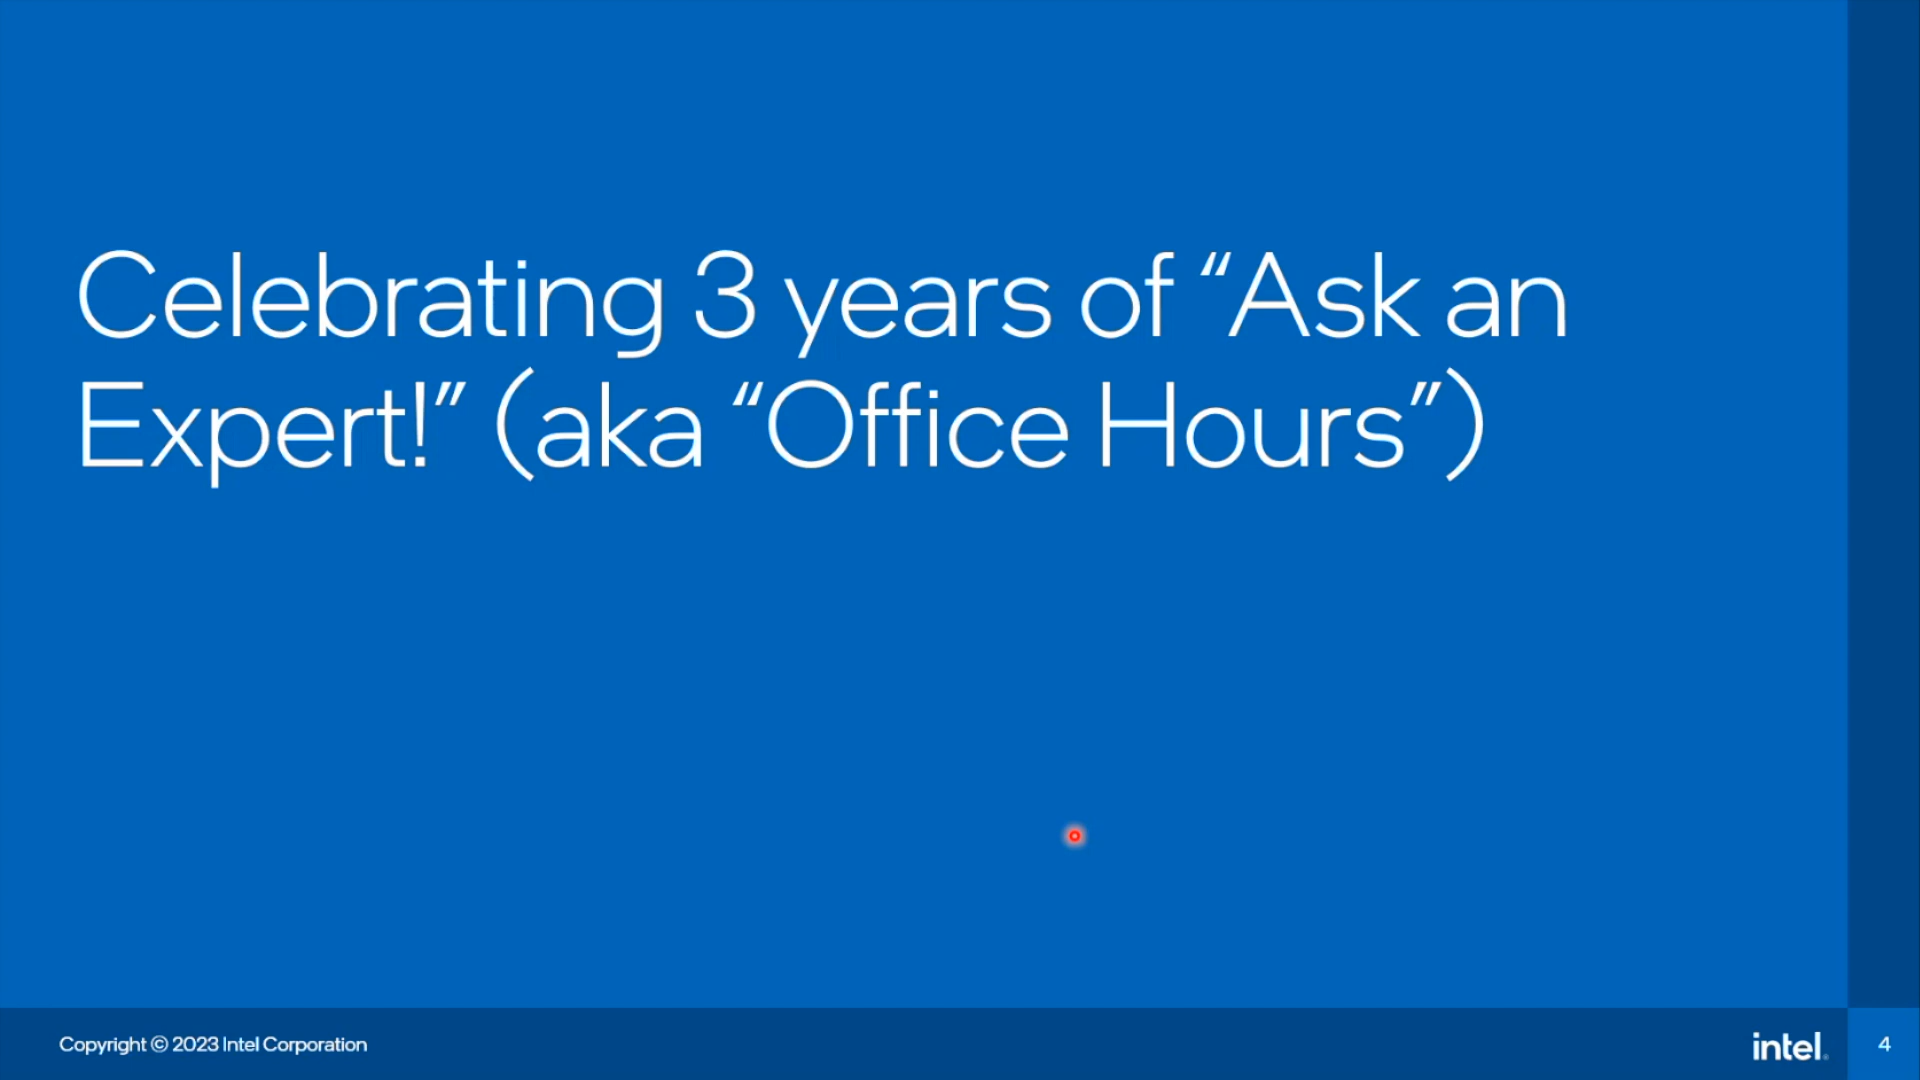 Celebrating 3 years of “Ask an
Expert!” (aka “Office Hours”)
Copyright © 2023 Intel Corporation
intel.
4